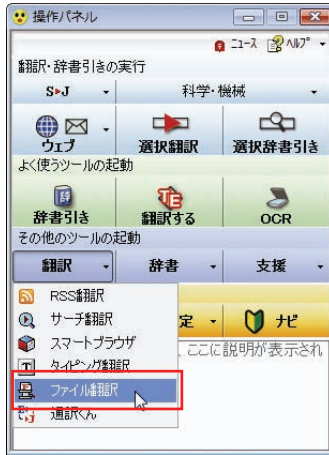 操作パネル
ニュース ヘルプ
翻訳・辞書引きの実行
S▶J 科学・機械
ウェブ 選択翻訳 選択辞書引き
よく使うツールの起動
辞書引き 翻訳する OCR
その他のツールの起動
翻訳 辞書 支援
RSS翻訳
サーチ翻訳 定 ナビ
スマートブラウザ ここに説明が表示され
タイピング翻訳
ファイル翻訳
通訳くん